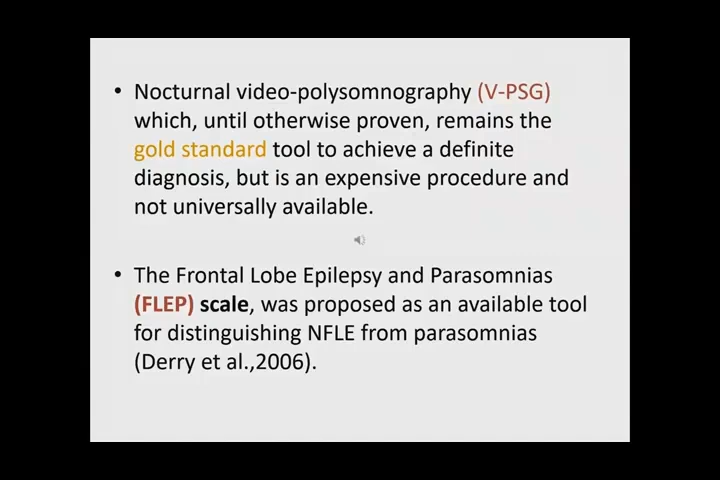 • Nocturnal video-polysomnography (V-PSG)
which, until otherwise proven, remains the
gold standard tool to achieve a definite
diagnosis, but is an expensive procedure and
not universally available.
• The Frontal Lobe Epilepsy and Parasomnias
(FLEP) scale, was proposed as an available tool
for distinguishing NFLE from parasomnias
(Derry et al.,2006).